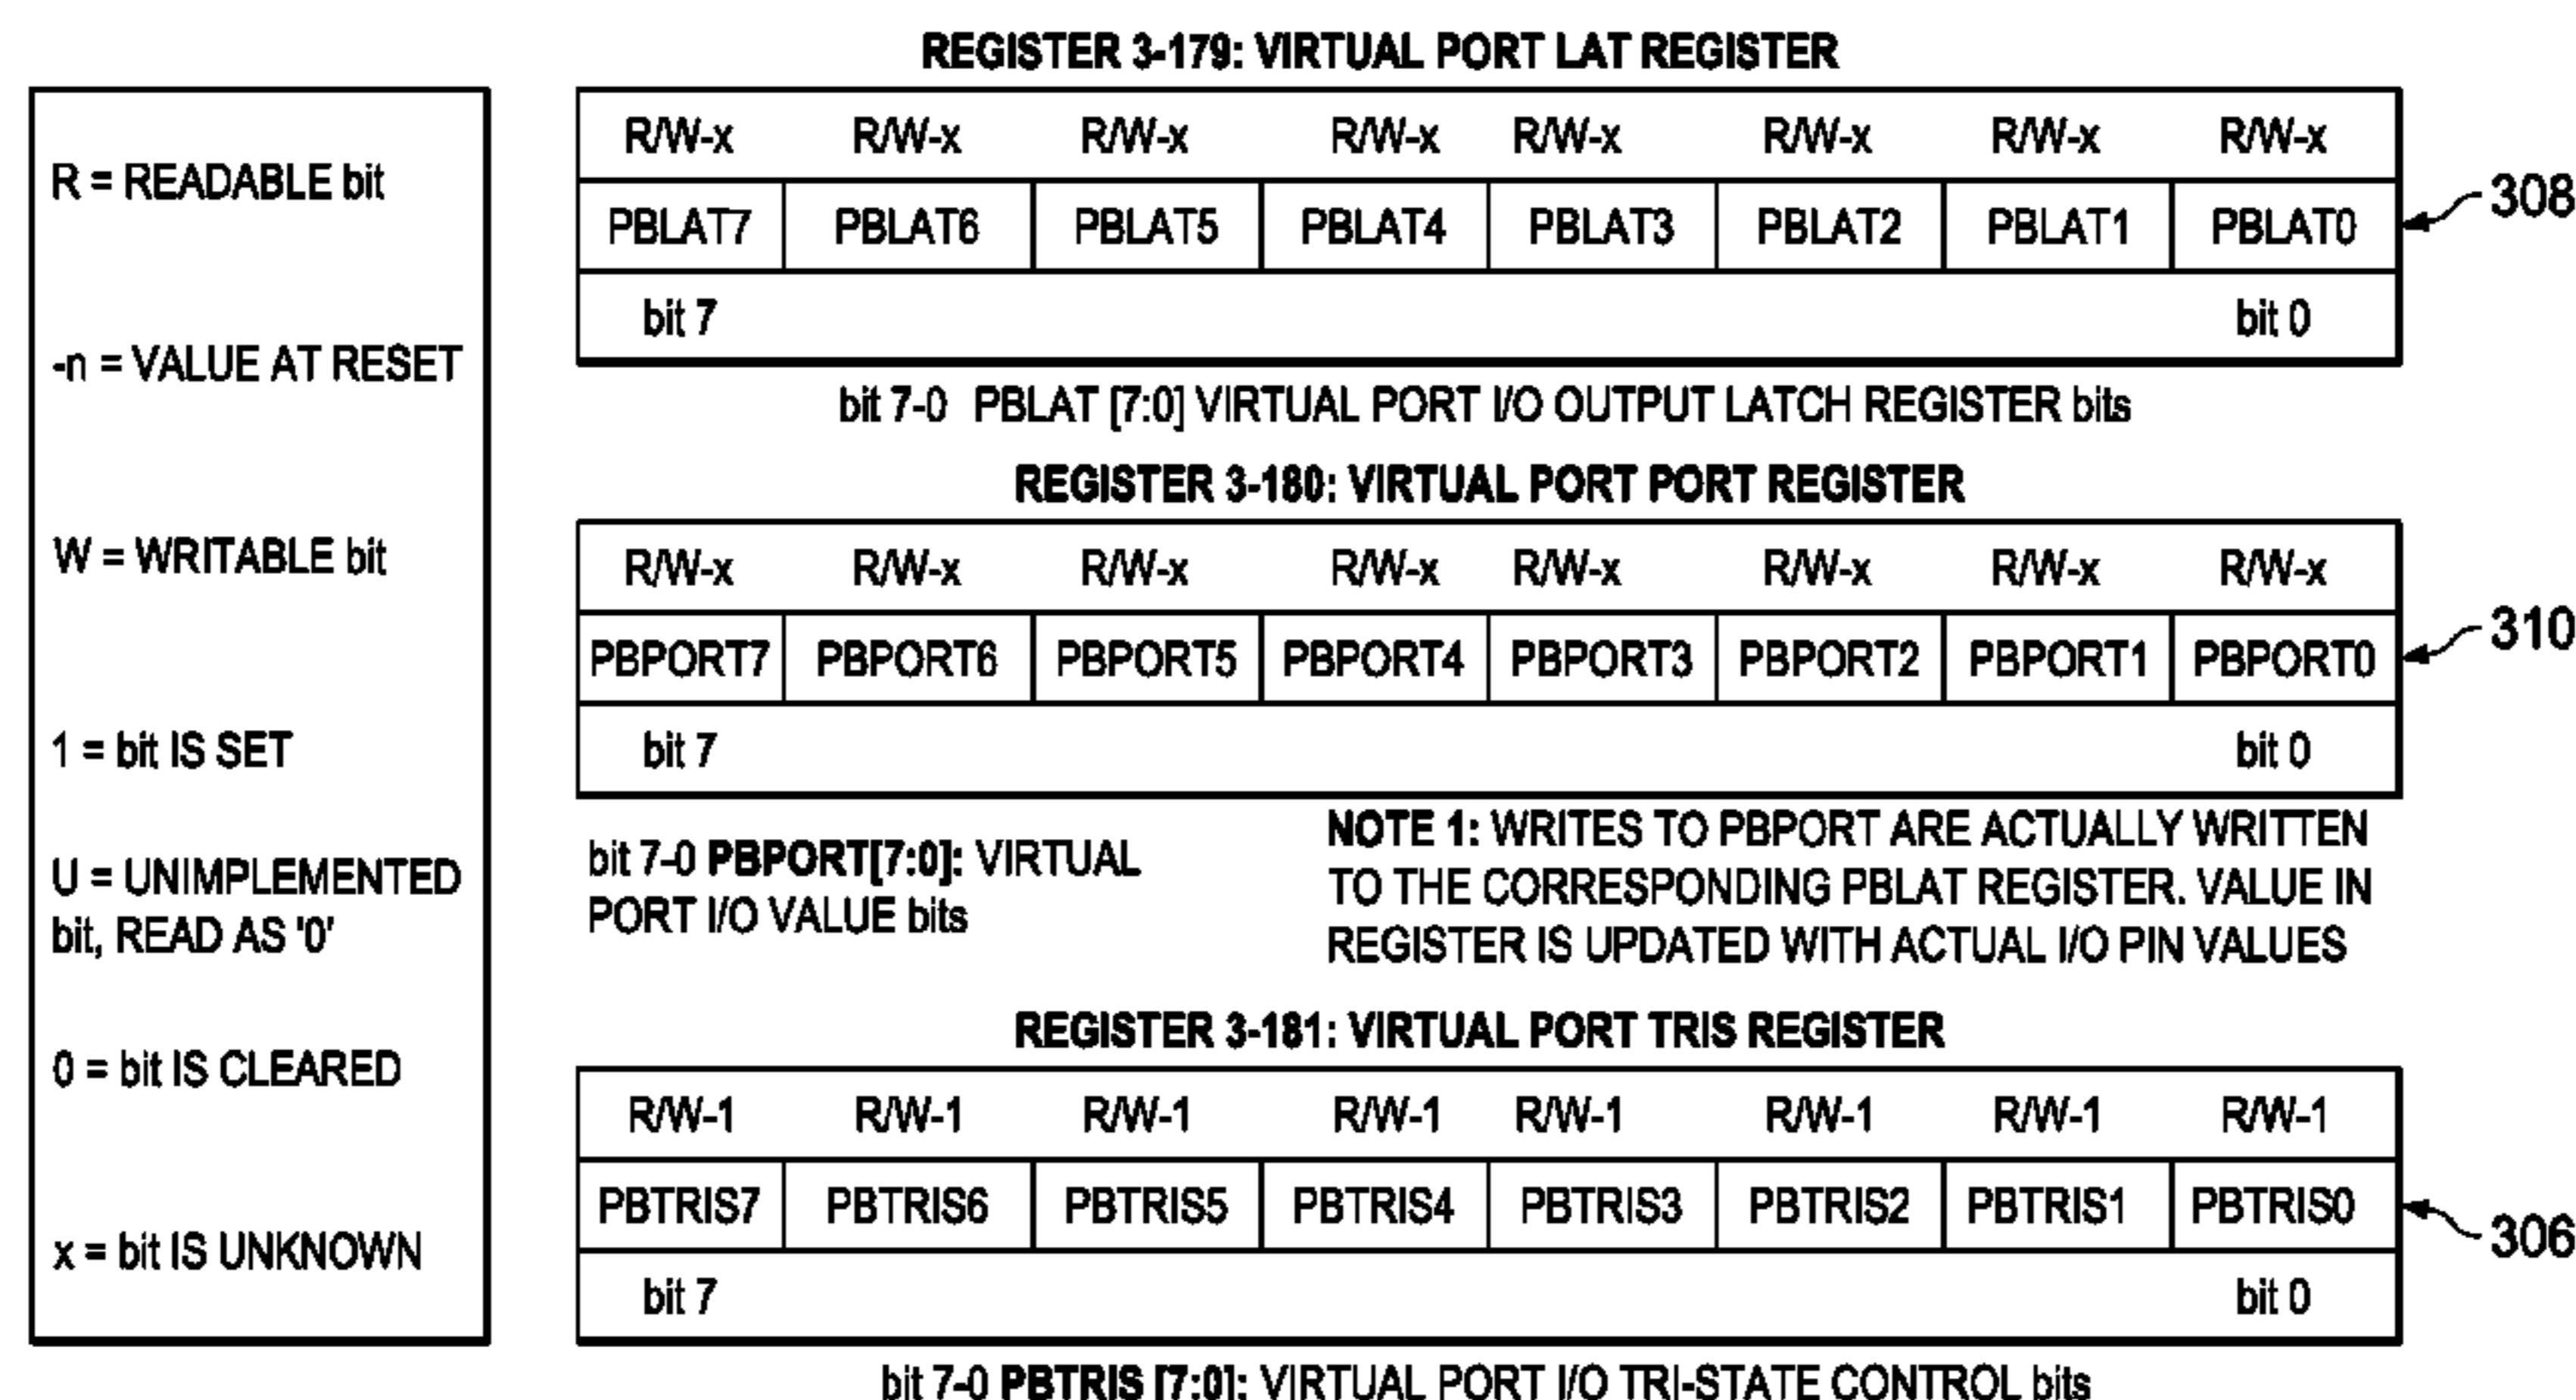 REGISTER 3-179: VIRTUAL PORT LAT REGISTER
R = READABLE bit
-n = VALUE AT RESET
W = WRITABLE bit
1 = bit IS SET
U = UNIMPLEMENTED
bit, READ AS '0'
0 = bit IS CLEARED
x = bit IS UNKNOWN
R/W-x R/W-x R/W-x R/W-x R/W-x R/W-x R/W-x R/W-x
PBLAT7 PBLAT6 PBLAT5 PBLAT4 PBLAT3 PBLAT2 PBLAT1 PBLAT0
308
bit 7 bit 0
bit 7-0 PBLAT [7:0] VIRTUAL PORT I/O OUTPUT LATCH REGISTER bits
REGISTER 3-180: VIRTUAL PORT PORT REGISTER
R/W-x R/W-x R/W-x R/W-x R/W-x R/W-x R/W-x R/W-x
PBPORT7 PBPORT6 PBPORT5 PBPORT4 PBPORT3 PBPORT2 PBPORT1 PBPORT0
310
bit 7 bit 0
bit 7-0 PBPORT[7:0]: VIRTUAL
PORT I/O VALUE bits
NOTE 1: WRITES TO PBPORT ARE ACTUALLY WRITTEN
TO THE CORRESPONDING PBLAT REGISTER. VALUE IN
REGISTER IS UPDATED WITH ACTUAL I/O PIN VALUES
REGISTER 3-181: VIRTUAL PORT TRIS REGISTER
R/W-1 R/W-1 R/W-1 R/W-1 R/W-1 R/W-1 R/W-1 R/W-1
PBTRIS7 PBTRIS6 PBTRIS5 PBTRIS4 PBTRIS3 PBTRIS2 PBTRIS1 PBTRIS0
306
bit 7 bit 0
bit 7-0 PBTRIS [7:0]: VIRTUAL PORT I/O TRI-STATE CONTROL bits